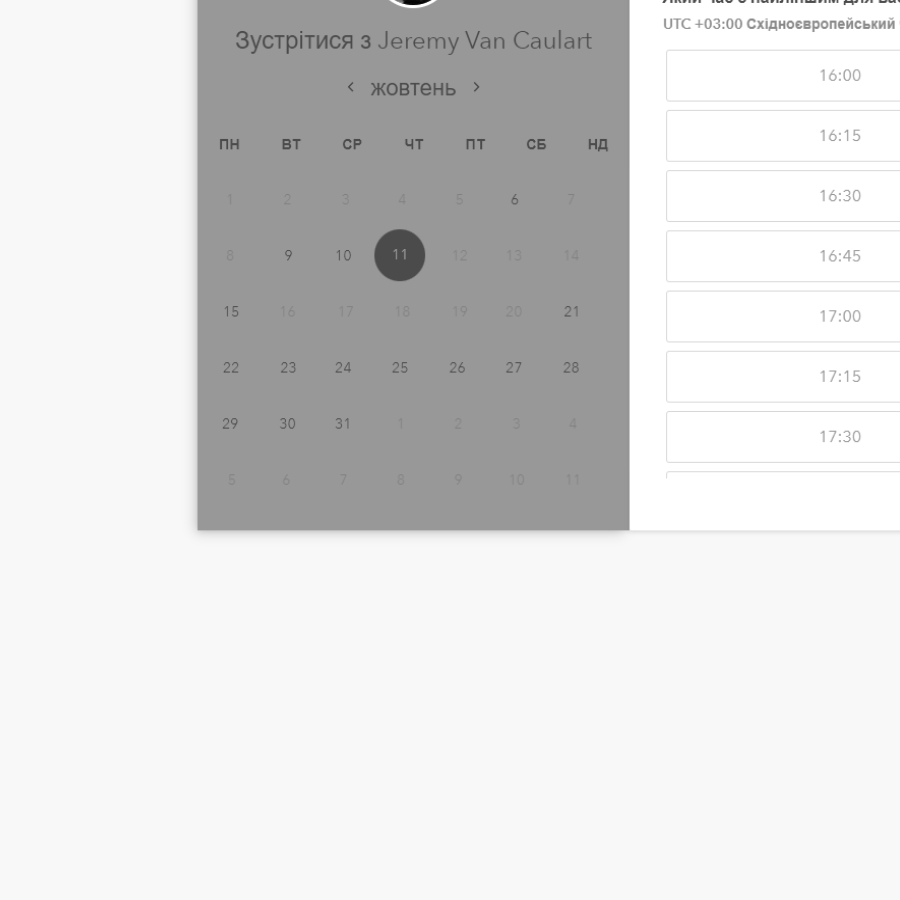 Зустрітися з Jeremy Van Caulart
жовтень
ПН ВТ СР ЧТ ПТ СБ НД
1 2 3 4 5 6 7
8 9 10 11 12 13 14
15 16 17 18 19 20 21
22 23 24 25 26 27 28
29 30 31 1 2 3 4
5 6 7 8 9 10 11
UTC +03:00 Східноєвропейський
16:00
16:15
16:30
16:45
17:00
17:15
17:30